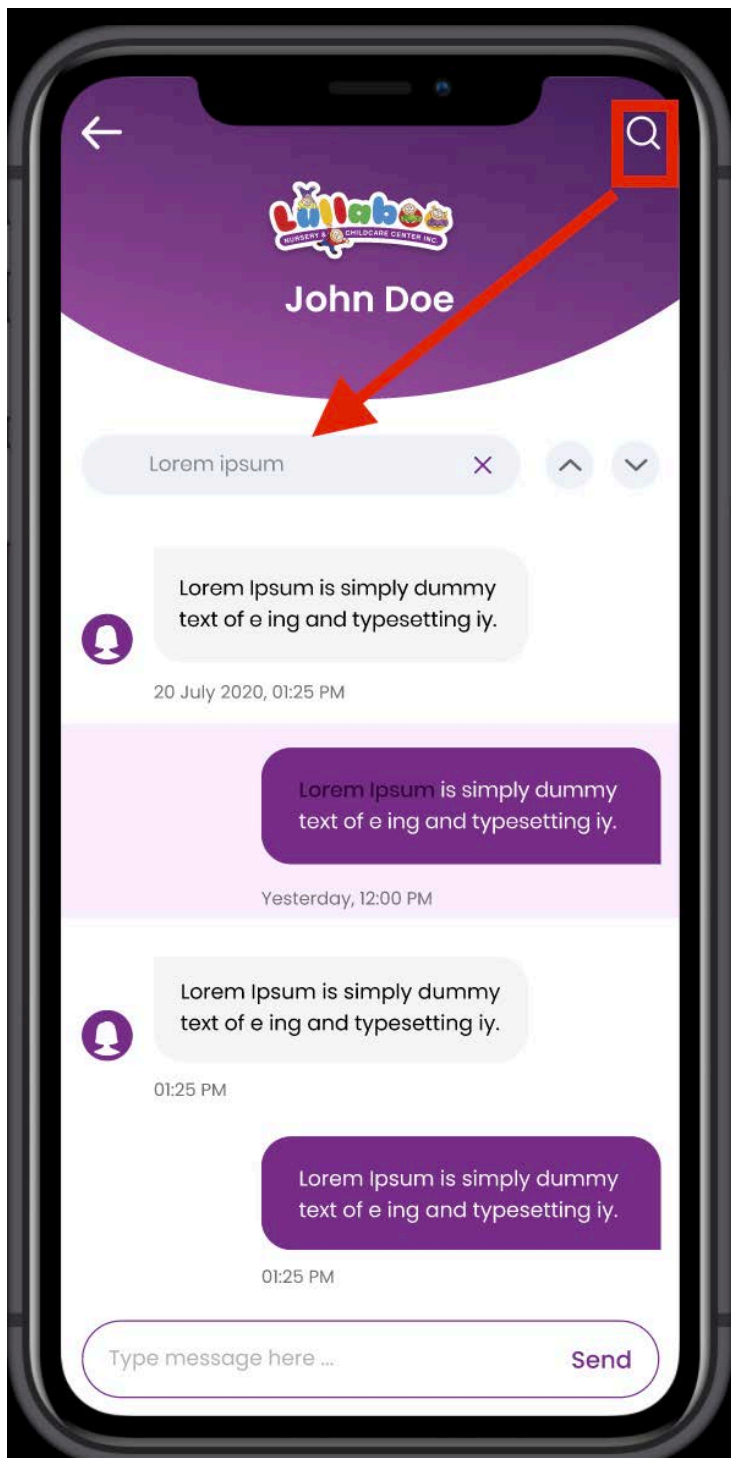 Lullaboo
NURSERY & CHILDCARE CENTER INC.
John Doe
Lorem ipsum
Lorem Ipsum is simply dummy
text of e ing and typesetting iy.
20 July 2020, 01:25 PM
Lorem Ipsum is simply dummy
text of e ing and typesetting iy.
Yesterday, 12:00 PM
Lorem Ipsum is simply dummy
text of e ing and typesetting iy.
01:25 PM
Lorem Ipsum is simply dummy
text of e ing and typesetting iy.
01:25 PM
Type message here ... Send